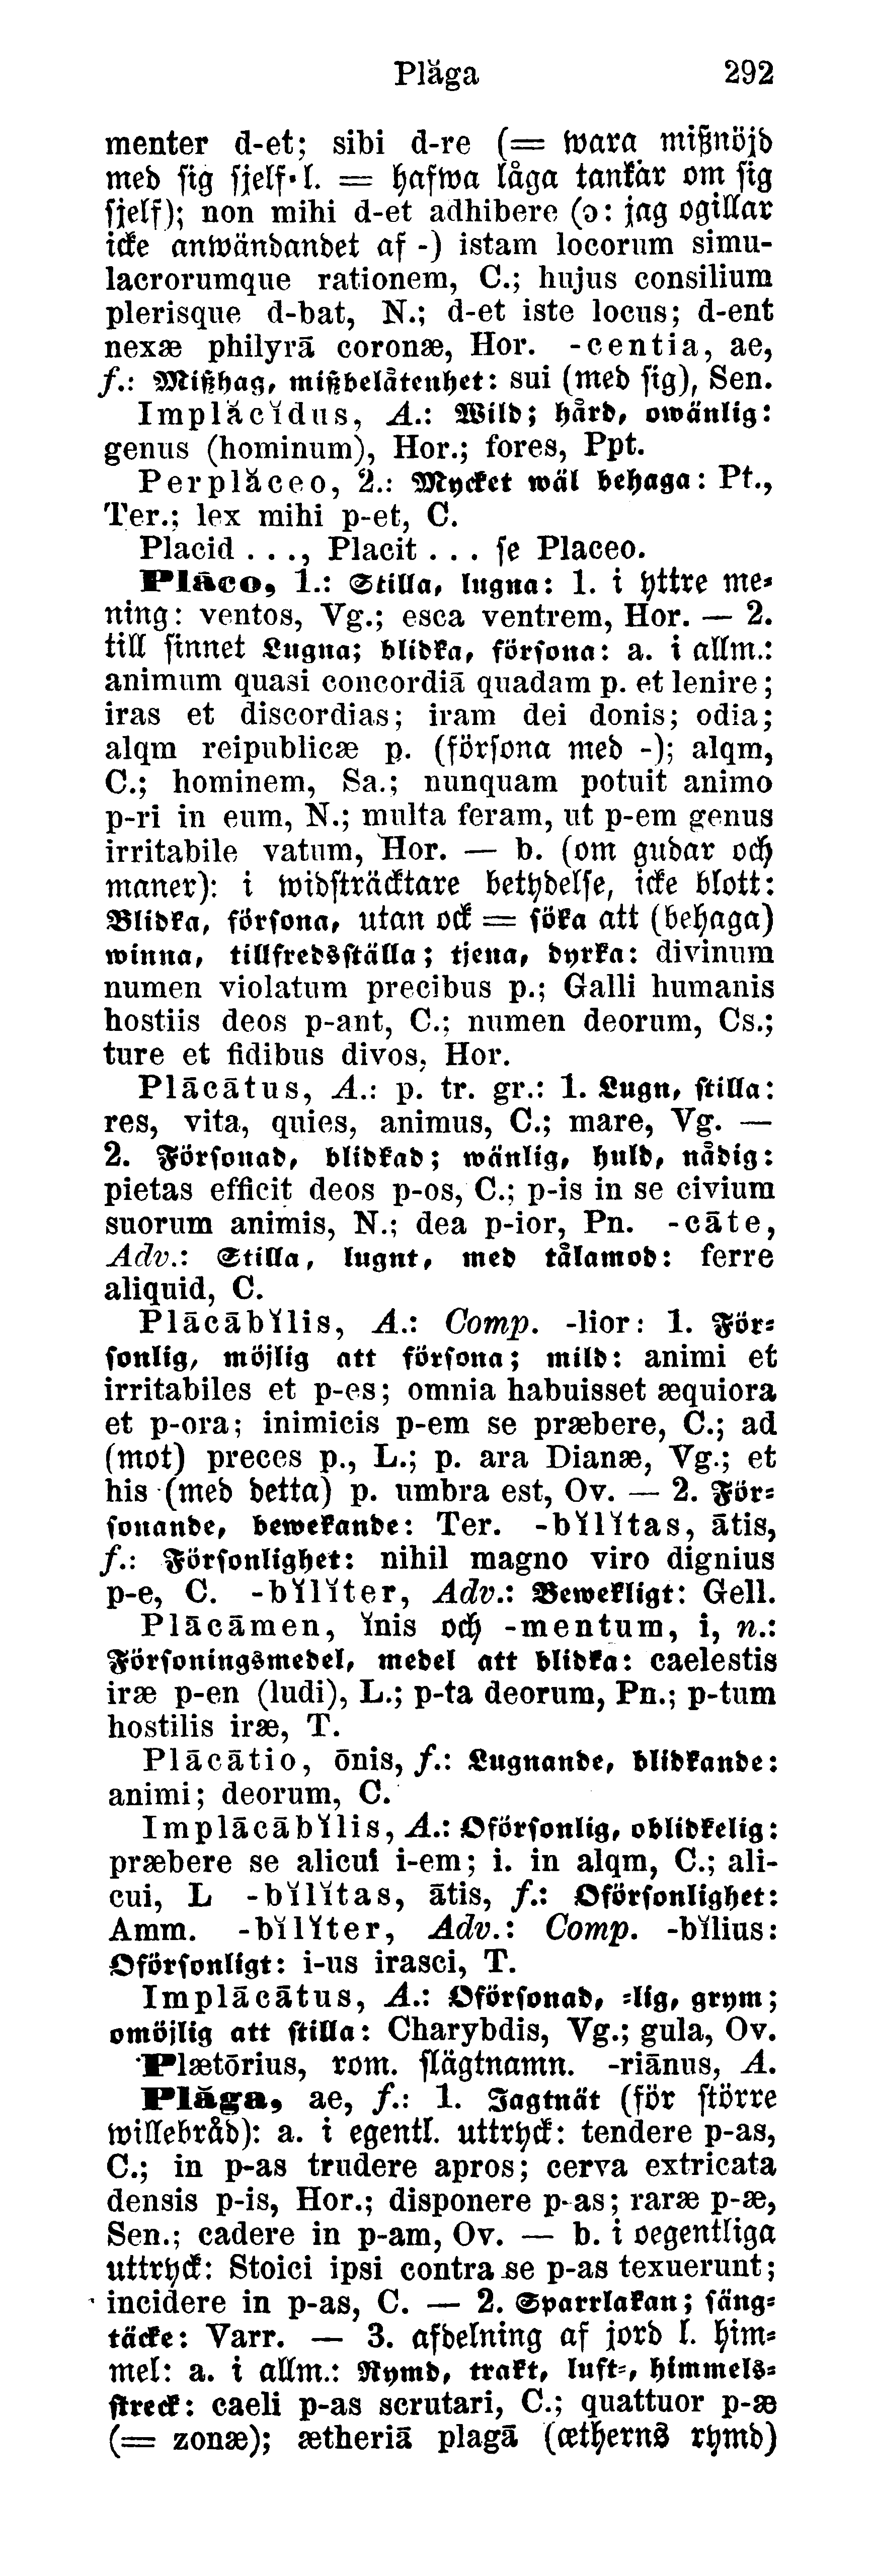 Plăga 292
menter d-et; sibi d-re (= wara mißnöjd
med sig sjelf l. = hafwa låga tankar om sig
sjelf); non mihi d-et adhibere (ɔ: jag ogillar
icke användandet af -) istam locorum simu-
lacrorumque rationem, C.; hujus consilium
plerisque d-bat, N.; d-et iste locus; d-ent
nexæ philyrā coronæ, Hor. -centia, ae,
f.: Mißhag, mißbelåtenhet: sui (med sig), Sen.
Implăcĭdus, A.: Wild; hård, owänlig:
genus (hominum), Hor.; fores, Ppt.
Perplăceo, 2.: Mycket wäl behaga: Pt.,
Ter.; lex mihi p-et, C.
Placid . . ., Placit . . . se Placeo.
Plāco, 1.: Stilla, lugna: 1. i yttre me-
ning: ventos, Vg.; esca ventrem, Hor. — 2.
till sinnet Lugna; blidka, försona: a. i allm.:
animum quasi concordiā quadam p. et lenire;
iras et discordias; iram dei donis; odia;
alqm reipublicæ p. (försona med -); alqm,
C.; hominem, Sa.; nunquam potuit animo
p-ri in eum, N.; multa feram, ut p-em genus
irritabile vatum, Hor. — b. (om gudar och
maner): i widsträcktare betydelse, icke blott:
Blidka, försona, utan ock = söka att (behaga)
winna, tillfredsställa; tjena, dyrka: divinum
numen violatum precibus p.; Galli humanis
hostiis deos p-ant, C.; numen deorum, Cs.;
ture et fidibus divos, Hor.
Plācātus, A.: p. tr. gr.: 1. Lugn, stilla:
res, vita, quies, animus, C.; mare, Vg. —
2. Försonad, blidkad; wänlig, huld, nådig:
pietas efficit deos p-os, C.; p-is in se civium
suorum animis, N.; dea p-ior, Pn. -cāte,
Adv.: Stilla, lugnt, med tålamod: ferre
aliquid, C.
Plācābĭlis, A.: Comp. -lior: 1. För-
sonlig, möjlig att försona; mild: animi et
irritabiles et p-es; omnia habuisset æquiora
et p-ora; inimicis p-em se præbere, C.; ad
(mot) preces p., L.; p. ara Dianæ, Vg.; et
his (med detta) p. umbra est, Ov. — 2. För-
sonande, bewekande: Ter. -bĭlĭtas, ātis,
f.: Försonlighet: nihil magno viro dignius
p-e, C. -bĭlĭter, Adv.: Bewekligt: Gell.
Plācāmen, ĭnis och -mentum, i, n.:
Försoningsmedel, medel att blidka: caelestis
iræ p-en (ludi), L.; p-ta deorum, Pn.; p-tum
hostilis iræ, T.
Plācātio, ōnis, f.: Lugnande, blidkande:
animi; deorum, C.
Implācābĭlis, A.: Oförsonlig, oblidkelig:
præbere se alicui i-em; i. in alqm, C.; ali-
cui, L -bĭlĭtas, ātis, f.: Oförsonlighet:
Amm. -bĭlĭter, Adv.: Comp. -bĭlius:
Oförsonligt: i-us irasci, T.
Implācātus, A.: Oförsonad, -lig, grym;
omöjlig att stilla: Charybdis, Vg.; gula, Ov.
Plætōrius, rom. slägtnamn. -riānus, A.
Plăga, ae, f.: 1. Jagtnät (för större
willebråd): a. i egentl. uttryck: tendere p-as,
C.; in p-as trudere apros; cerva extricata
densis p-is, Hor.; disponere p-as; raræ p-æ,
Sen.; cadere in p-am, Ov. — b. i oegentliga
uttryck: Stoici ipsi contra se p-as texuerunt;
incidere in p-as, C. — 2. Sparrlakan; säng-
täcke: Varr. — 3. afdelning af jord l. him-
mel: a. i allm.: Rymd, trakt, luft-, himmels-
streck: caeli p-as scrutari, C.; quattuor p-æ
(= zonæ); ætheriā plagā (ætherns rymd)